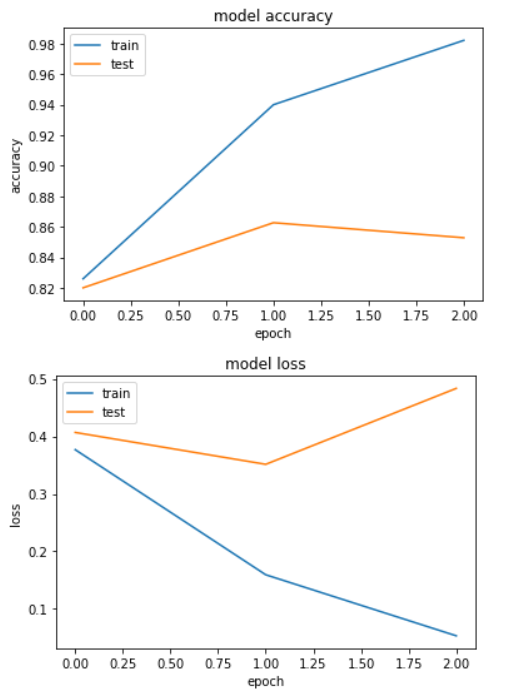 model accuracy
train
test
0.98
0.96
0.94
0.92
0.90
0.88
0.86
0.84
0.82
accuracy
0.00 0.25 0.50 0.75 1.00 1.25 1.50 1.75 2.00
epoch
model loss
train
test
0.5
0.4
0.3
0.2
0.1
loss
0.00 0.25 0.50 0.75 1.00 1.25 1.50 1.75 2.00
epoch